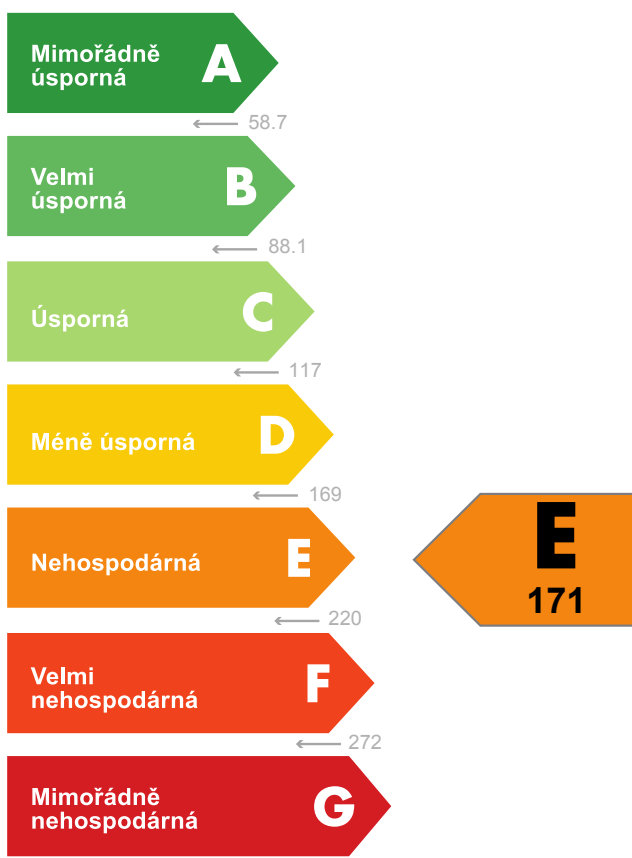 Mimořádně
úsporná
A
← 58.7
Velmi
úsporná
B
← 88.1
Úsporná
C
← 117
Méně úsporná
D
← 169
Nehospodárná
E
E
171
← 220
Velmi
nehospodárná
F
← 272
Mimořádně
nehospodárná
G